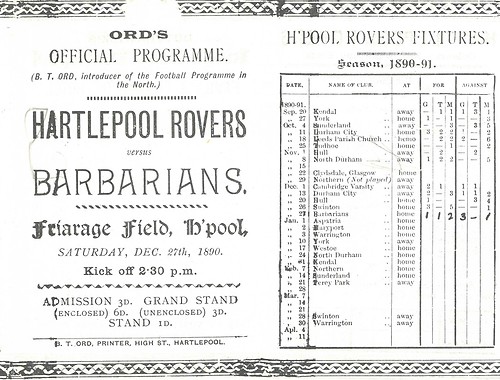 ORD'S
OFFICIAL PROGRAMME.
(B. T. ORD, introducer of the Football Programme in
the North.)
HARTLEPOOL ROVERS
versus
BARBARIANS.
Friarage Field, H'pool,
SATURDAY, DEC. 27th, 1890.
Kick off 2·30 p.m.
ADMISSION 3D. GRAND STAND
(ENCLOSED) 6D. (UNENCLOSED) 3D.
STAND 1D.
B. T. ORD, PRINTER, HIGH ST., HARTLEPOOL.
H'POOL ROVERS FIXTURES.
Season, 1890-91.
DATE. NAME OF CLUB. AT FOR AGAINST
1890-91. G T M G T M
Sep. 20 Kendal away
27 York home
Oct. 4 Sunderland away
11 Durham City home
18 Leeds Parish Church home
25 Tudhoe home
Nov. 1 Hull away
8 North Durham away
15
22 Clydesdale, Glasgow home
29 Northern (Not played) away
Dec. 1 Cambridge Varsity away
13 Durham City away
20 Hull home
26 Swinton home
27 Barbarians home 1 1 2 3 - 1
Jan. 1 Aspatria home
2 Maryport home
3 Warrington home
10 York away
17 Westoe home
24 North Durham home
31 Kendal home
Feb. 7 Northern home
14 Sunderland home
21 Percy Park away
28
Mar. 7
14
21
28 Swinton away
30 Warrington away
Apl. 4
11